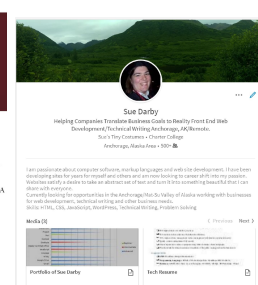 Sue Darby
Helping Companies Translate Business Goals to Reality Front End Web
Development/Technical Writing Anchorage, AK/Remote.
Sue's Tiny Costumes • Charter College
Anchorage, Alaska Area • 500+
I am passionate about computer software, markup languages and website development. I have been
developing sites for years for myself and others and am now looking to career shift into my passion.
Websites satisfy a desire to take an abstract set of text and turn it into something beautiful that I can
share with everyone.
Currently looking for opportunities in the Anchorage/Mat-Su Valley of Alaska working with businesses
for web development, technical writing and other business needs.
Skills: HTML, CSS, JavaScript, WordPress, Technical Writing, Problem solving
A
Media (3)
Previous Next
Portfolio of Sue Darby
Tech Resume